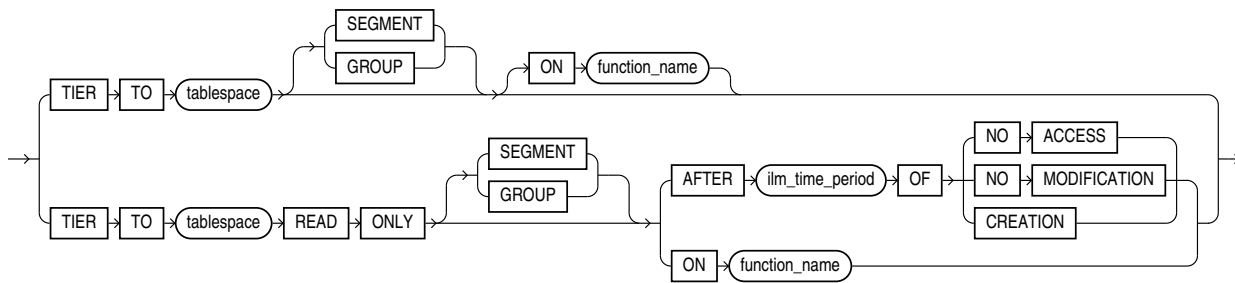 SEGMENT
GROUP
ON function_name
TIER TO tablespace
SEGMENT
GROUP
NO ACCESS
AFTER ilm_time_period OF NO MODIFICATION
CREATION
TIER TO tablespace READ ONLY
ON function_name